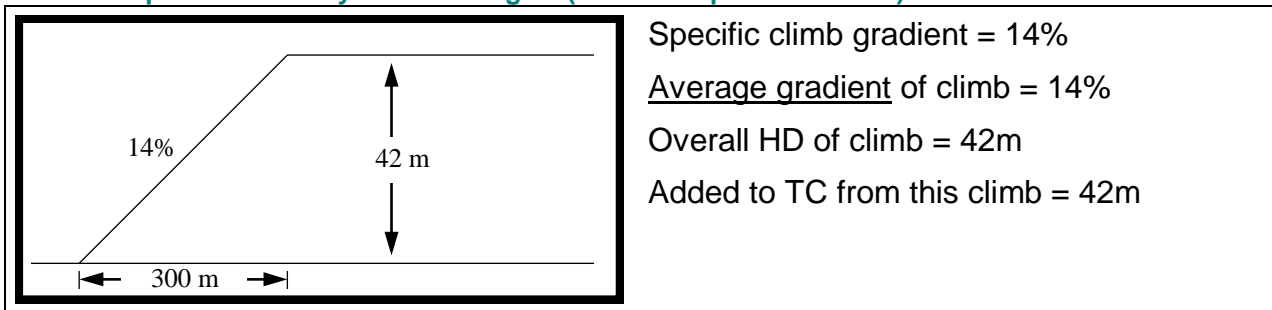 Specific climb gradient = 14%
Average gradient of climb = 14%
Overall HD of climb = 42m
Added to TC from this climb = 42m
14%
42 m
300 m